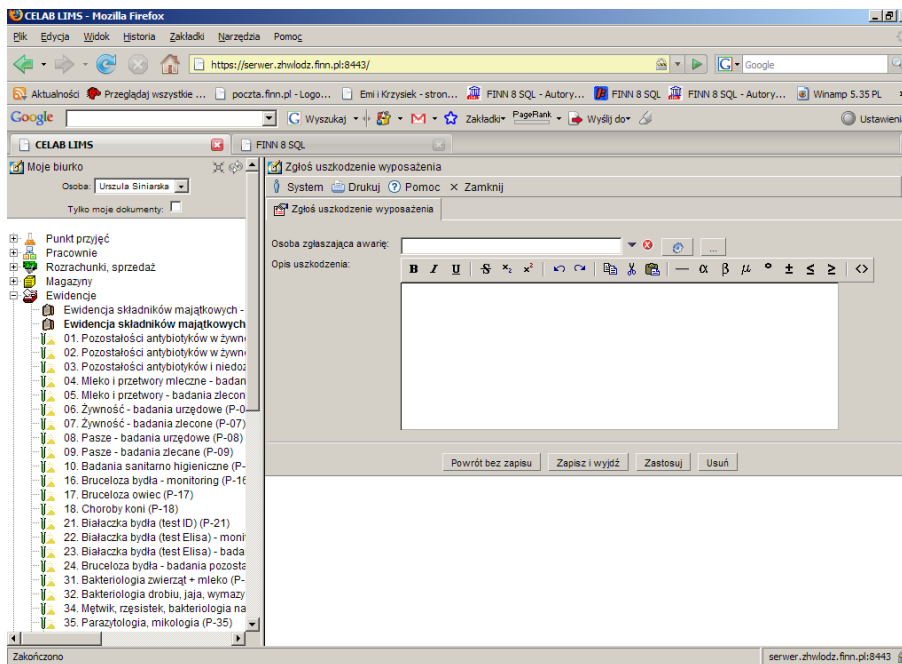 CELAB LIMS - Mozilla Firefox
Plik Edycja Widok Historia Zakładki Narzędzia Pomoc
https://serwer.zhwlodz.finn.pl:8443/ G Google
Aktualności Przeglądaj wszystkie ... poczta.finn.pl - Logo... Emi i Krzysiek - stron... FINN 8 SQL - Autory... FINN 8 SQL FINN 8 SQL - Autory... Winamp 5.35 PL
Google G Wyszukaj Zakładki PageRank Wyślij do Ustawieni
CELAB LIMS FINN 8 SQL
Moje biurko
Osoba: Urszula Siniarska
Tylko moje dokumenty:
Punkt przyjęć
Pracownie
Rozrachunki, sprzedaż
Magazyny
Ewidencje
Ewidencja składników majątkowych -
Ewidencja składników majątkowych
01. Pozostałości antybiotyków w żywn
02. Pozostałości antybiotyków w żywn
03. Pozostałości antybiotyków i niedoz
04. Mleko i przetwory mleczne - badan
05. Mleko i przetwory - badania zlecon
06. Żywność - badania urzędowe (P-0
07. Żywność - badania zlecone (P-07)
08. Pasze - badania urzędowe (P-08)
09. Pasze - badania zlecane (P-09)
10. Badania sanitarno higieniczne (P-
16. Bruceloza bydła - monitoring (P-16
17. Bruceloza owiec (P-17)
18. Choroby koni (P-18)
21. Białaczka bydła (test ID) (P-21)
22. Białaczka bydła (test Elisa) - moni
23. Białaczka bydła (test Elisa) - bada
24. Bruceloza bydła - badania pozosta
31. Bakteriologia zwierząt + mleko (P-
32. Bakteriologia drobiu, jaja, wymazy
34. Mętwik, rzęsistek, bakteriologia na
35. Parazytologia, mikologia (P-35)
Zgłoś uszkodzenie wyposażenia
System Drukuj Pomoc Zamknij
Zgłoś uszkodzenie wyposażenia
Osoba zgłaszająca awarię: ...
Opis uszkodzenia: B I U S x₂ x² — α β μ ° ± ≤ ≥ <>
Powrót bez zapisu Zapisz i wyjdź Zastosuj Usuń
Zakończono serwer.zhwlodz.finn.pl:8443